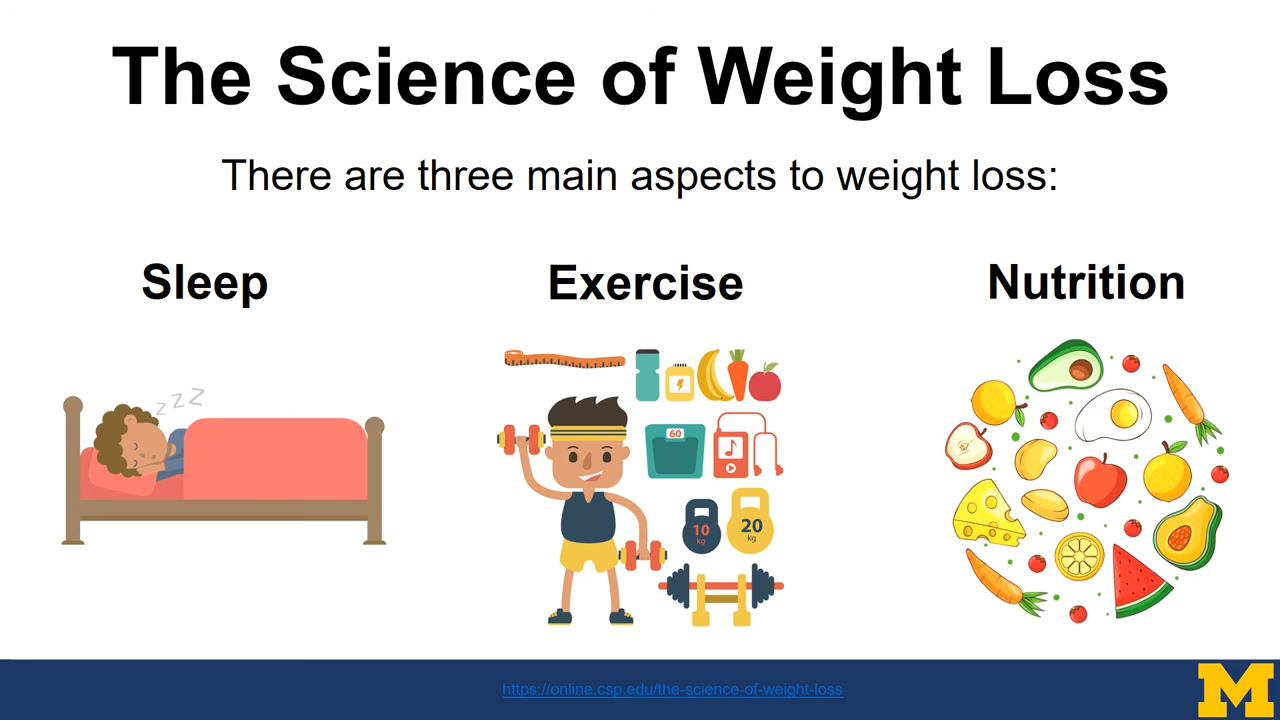 The Science of Weight Loss
There are three main aspects to weight loss:
Sleep
Exercise
Nutrition
z z z
60
10
kg
20
kg
https://online.csp.edu/the-science-of-weight-loss
M